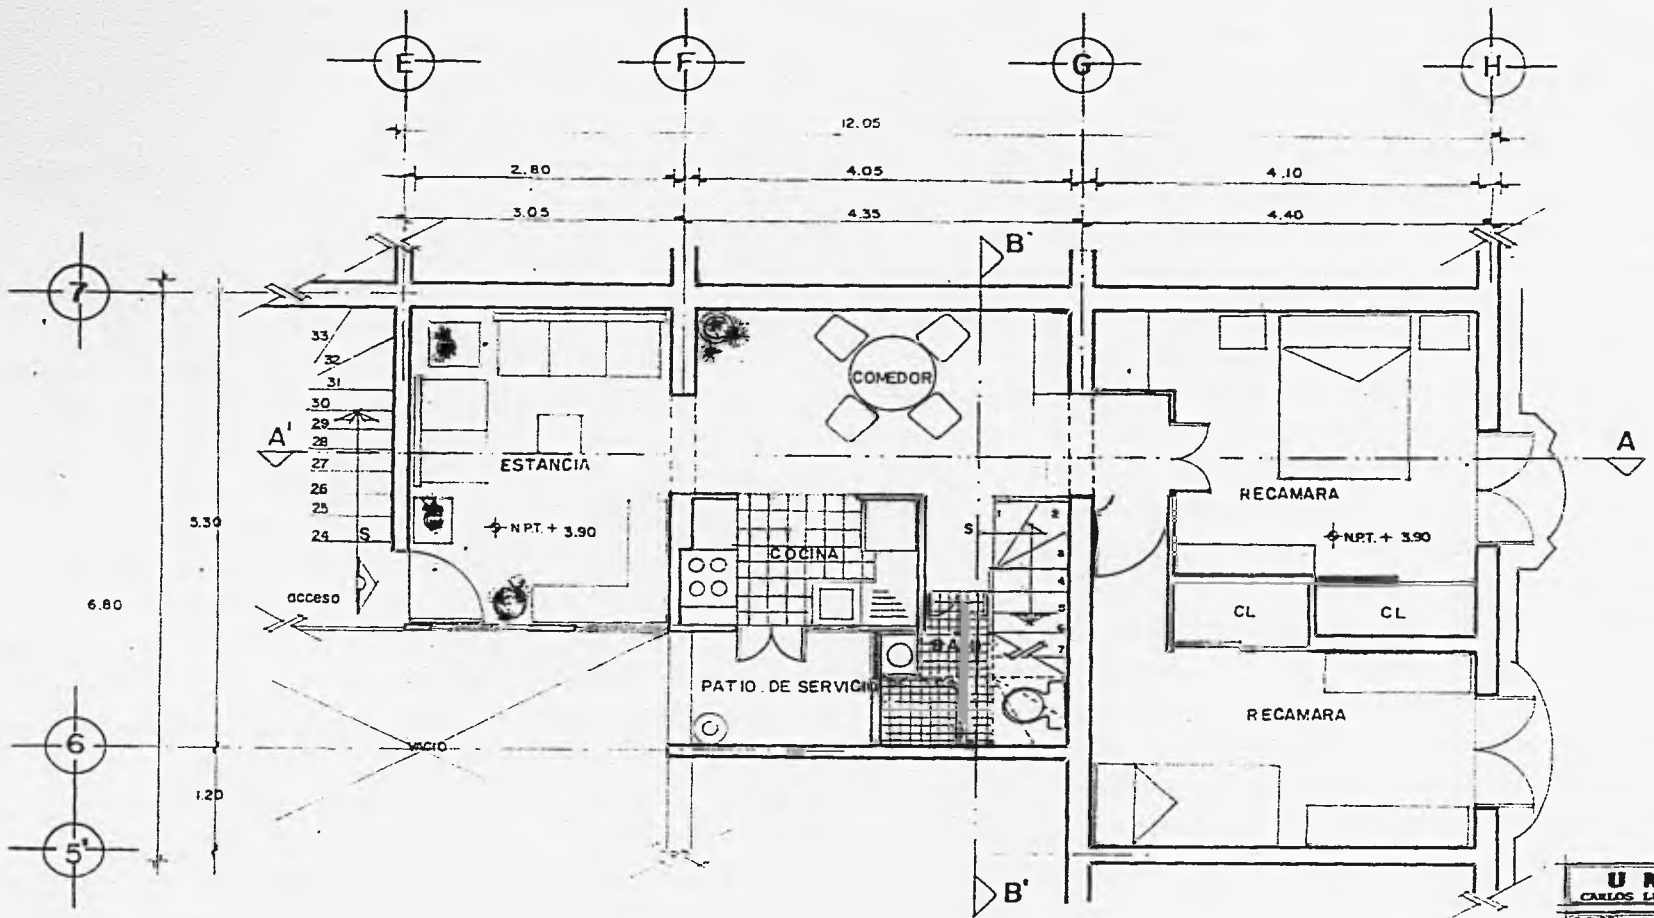 E F G H
12.05
2.80 4.05 4.10
3.05 4.35 4.40
B'
7
33
32
31
30
29
28
27
26
25
24
S
A'
A
COMEDOR
ESTANCIA
N.P.T. + 3.90
RECAMARA
N.P.T. + 3.90
COCINA
S
1 2
3
4
5
6
7
5.30
6.80
acceso
CL CL
PATIO DE SERVICIO
RECAMARA
6
VACIO
1.20
5'
B'
CARLOS